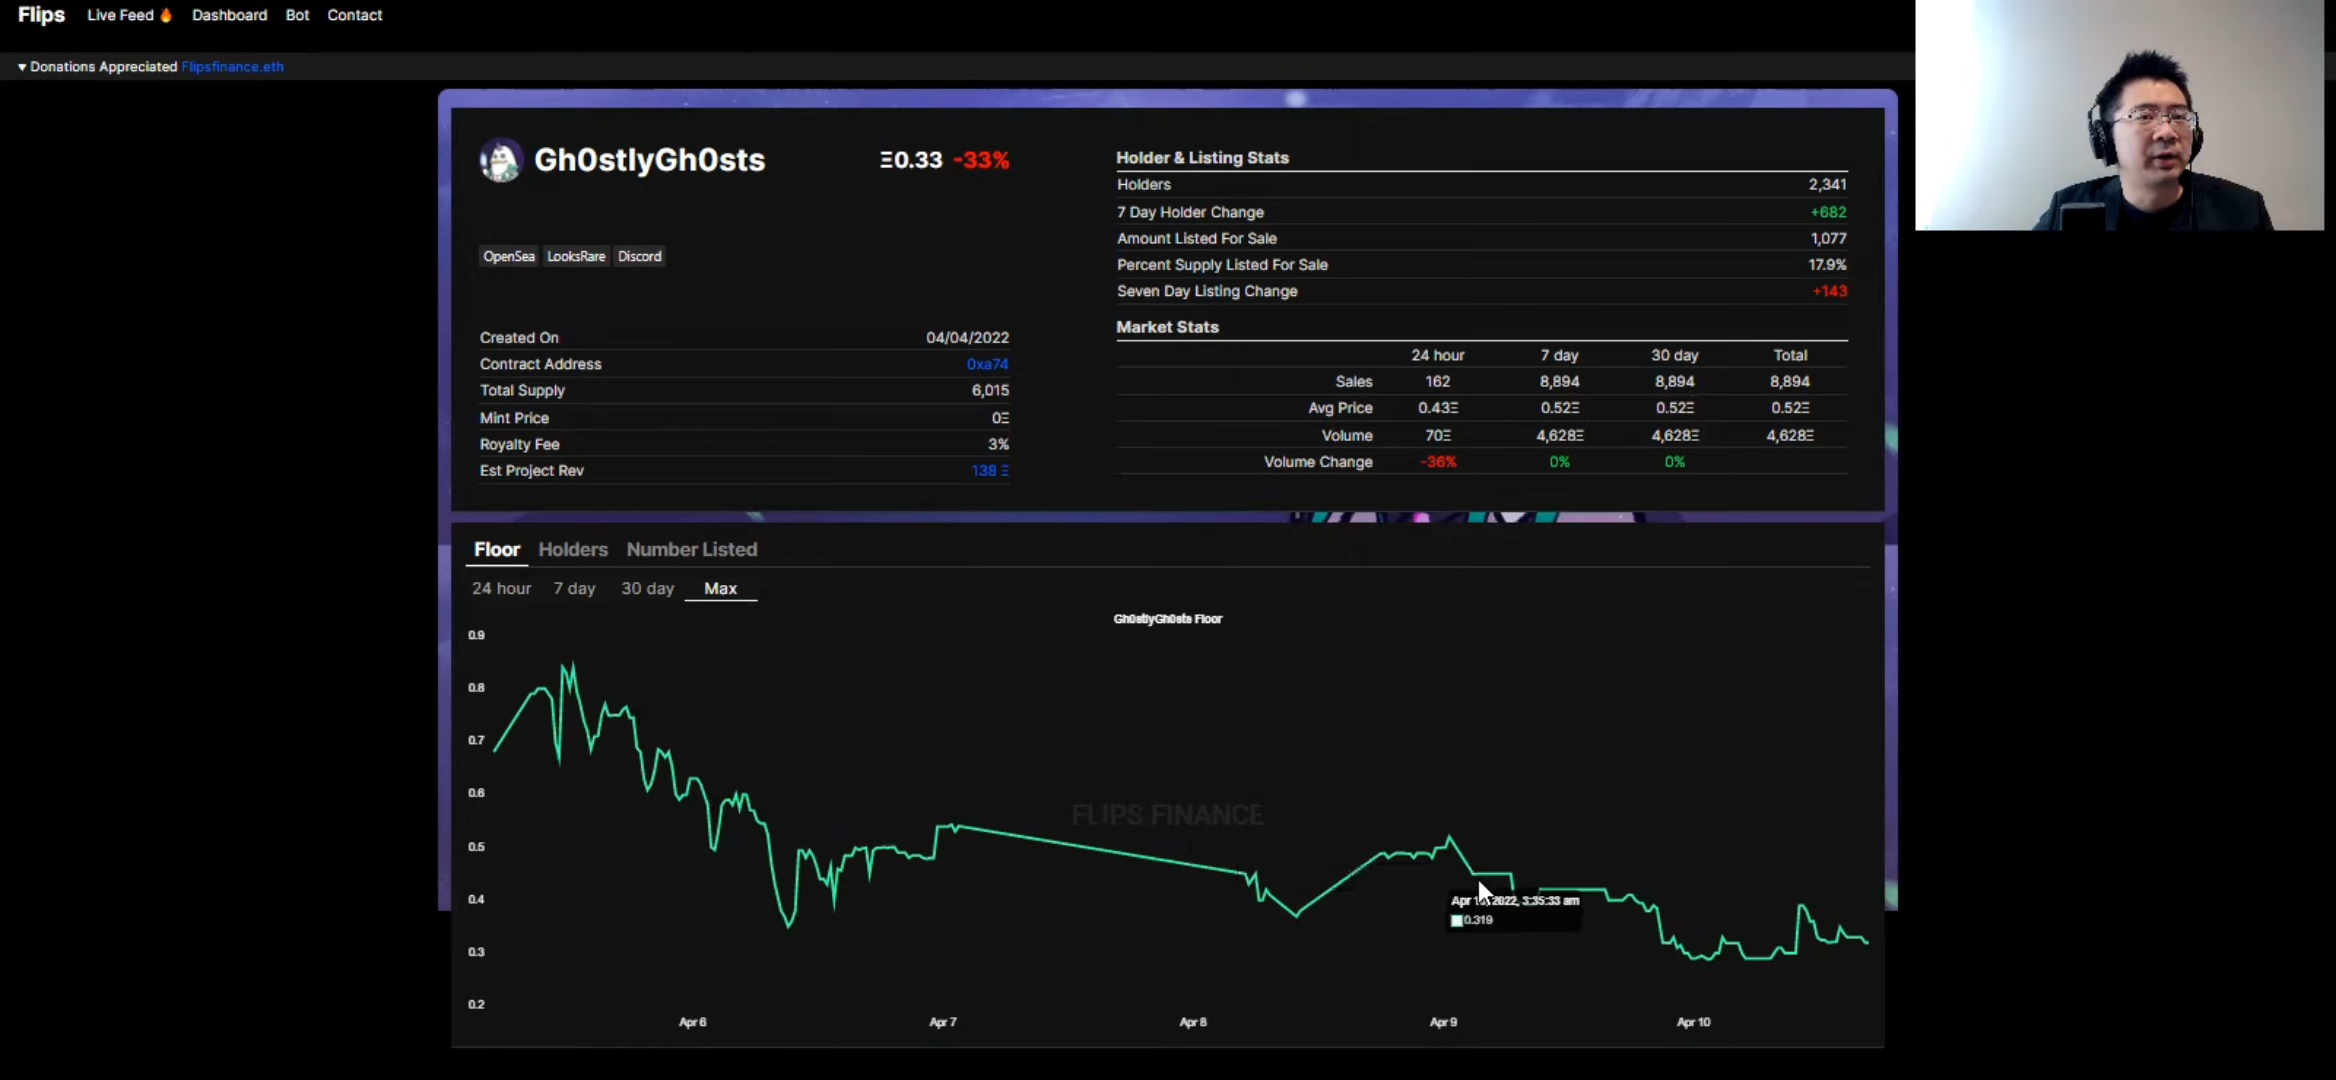 Flips Live Feed 🔥 Dashboard Bot Contact
▾ Donations Appreciated Flipsfinance.eth
Gh0stlyGh0sts Ξ0.33 -33%
OpenSea LooksRare Discord
Created On 04/04/2022
Contract Address 0xa74
Total Supply 6,015
Mint Price 0Ξ
Royalty Fee 3%
Est Project Rev 138 Ξ
Holder & Listing Stats
Holders 2,341
7 Day Holder Change +682
Amount Listed For Sale 1,077
Percent Supply Listed For Sale 17.9%
Seven Day Listing Change +143
Market Stats
24 hour 7 day 30 day Total
Sales 162 8,894 8,894 8,894
Avg Price 0.43Ξ 0.52Ξ 0.52Ξ 0.52Ξ
Volume 70Ξ 4,628Ξ 4,628Ξ 4,628Ξ
Volume Change -36% 0% 0%
Floor Holders Number Listed
24 hour 7 day 30 day Max
Gh0stlyGh0sts Floor
0.9
0.8
0.7
0.6
0.5
0.4
0.3
0.2
FLIPS FINANCE
Apr 2022, 3:35:33 am
0.319
Apr 6 Apr 7 Apr 8 Apr 9 Apr 10